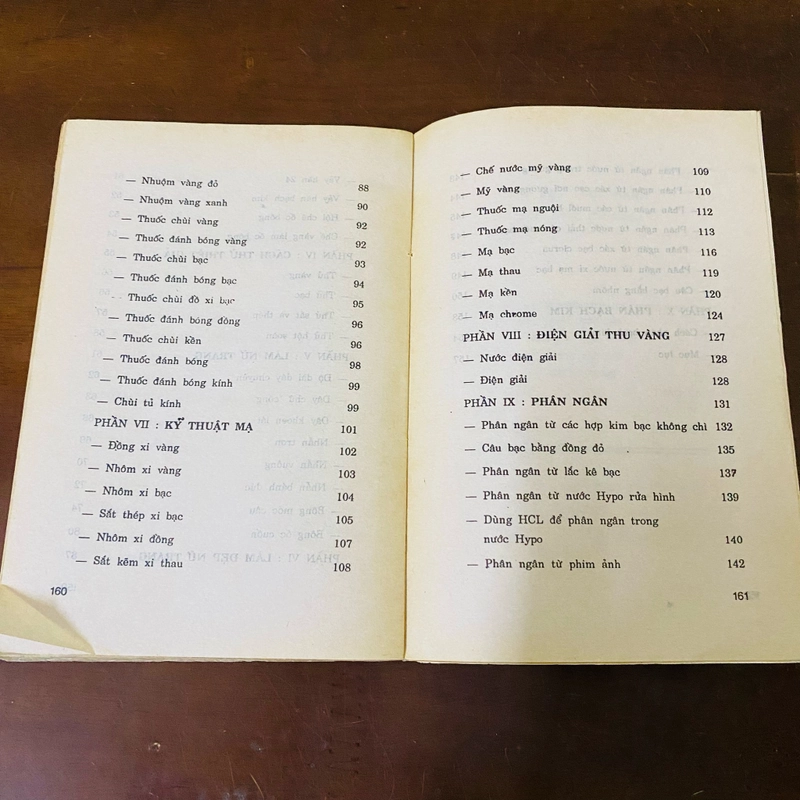 — Nhuộm vàng đỏ 88
— Nhuộm vàng xanh 90
— Thuốc chùi vàng 92
— Thuốc đánh bóng vàng 92
— Thuốc chùi bạc 93
— Thuốc đánh bóng bạc 94
— Thuốc chùi đồ xi bạc 95
— Thuốc đánh bóng đồng 96
— Thuốc chùi kền 96
— Thuốc đánh bóng 98
— Thuốc đánh bóng kính 99
— Chùi tủ kính 99
PHẦN VII : KỸ THUẬT MẠ 101
— Đồng xi vàng 102
— Nhôm xi vàng 103
— Nhôm xi bạc 104
— Sắt thép xi bạc 105
— Nhôm xi đồng 107
— Sắt kẽm xi thau 108
160
— Chế nước mỹ vàng 109
— Mỹ vàng 110
— Thuốc mạ nguội 112
— Thuốc mạ nóng 113
— Mạ bạc 116
— Mạ thau 119
— Mạ kền 120
— Mạ chrome 124
PHẦN VIII : ĐIỆN GIẢI THU VÀNG 127
— Nước điện giải 128
— Điện giải 128
PHẦN IX : PHÂN NGÂN 131
— Phân ngân từ các hợp kim bạc không chì 132
— Câu bạc bằng đồng đỏ 135
— Phân ngân từ lắc kê bạc 137
— Phân ngân từ nước Hypo rửa hình 139
— Dùng HCL để phân ngân trong
nước Hypo 140
— Phân ngân từ phim ảnh 142
161